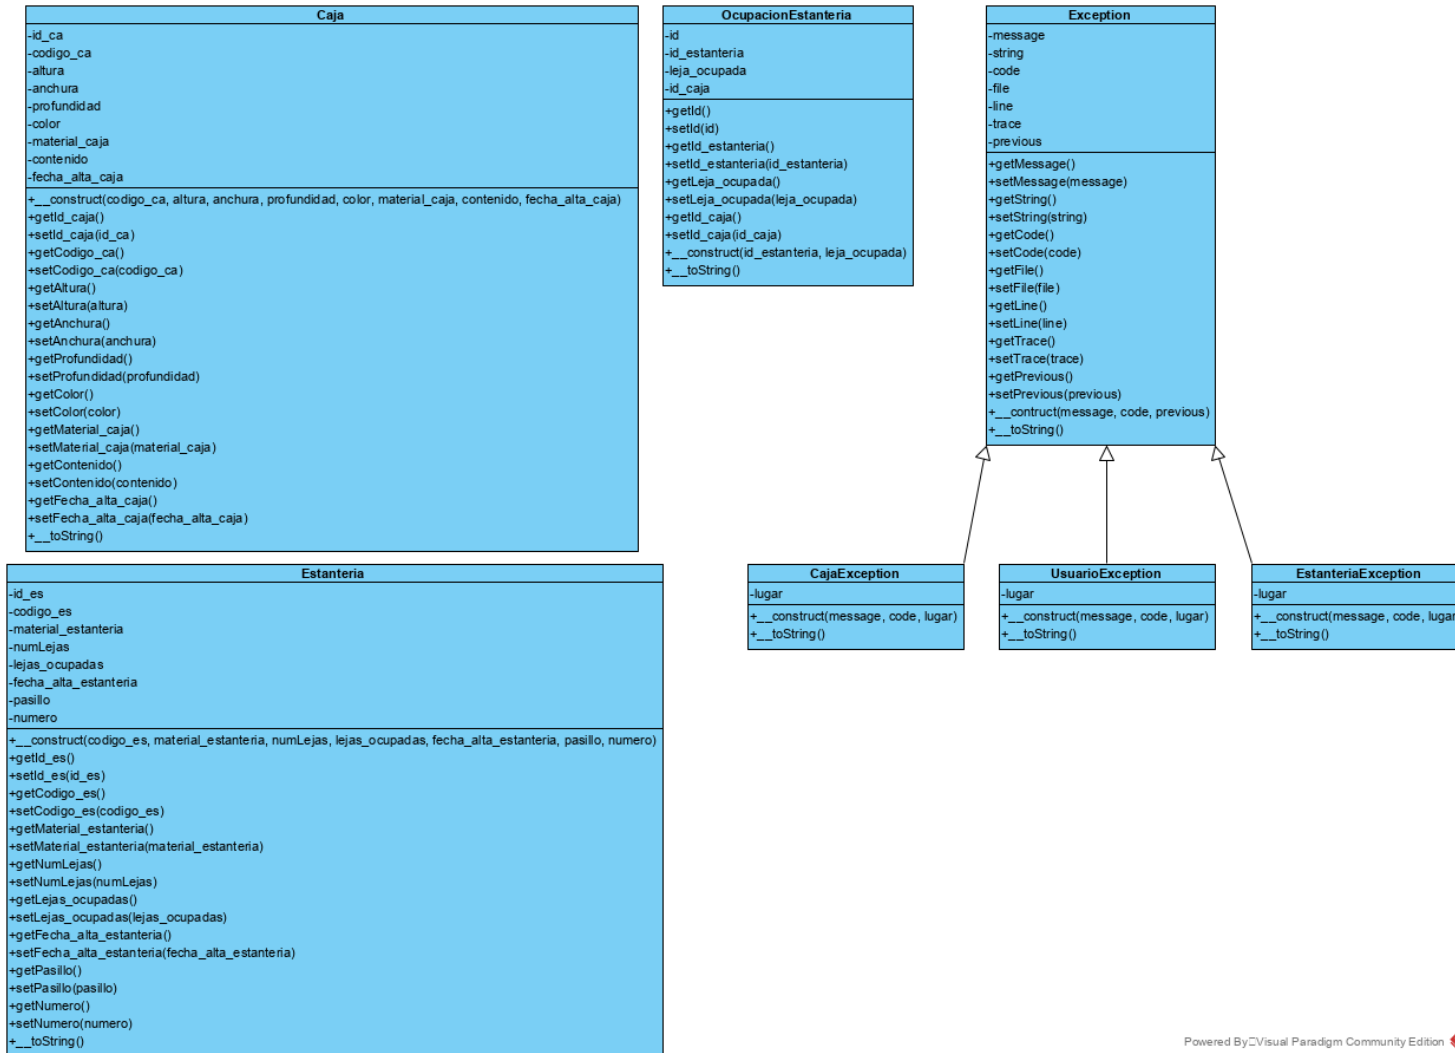 Caja
-id_ca
-codigo_ca
-altura
-anchura
-profundidad
-color
-material_caja
-contenido
-fecha_alta_caja
+__construct(codigo_ca, altura, anchura, profundidad, color, material_caja, contenido, fecha_alta_caja)
+getId_caja()
+setId_caja(id_ca)
+getCodigo_ca()
+setCodigo_ca(codigo_ca)
+getAltura()
+setAltura(altura)
+getAnchura()
+setAnchura(anchura)
+getProfundidad()
+setProfundidad(profundidad)
+getColor()
+setColor(color)
+getMaterial_caja()
+setMaterial_caja(material_caja)
+getContenido()
+setContenido(contenido)
+getFecha_alta_caja()
+setFecha_alta_caja(fecha_alta_caja)
+__toString()
OcupacionEstanteria
-id
-id_estanteria
-leja_ocupada
-id_caja
+getId()
+setId(id)
+getId_estanteria()
+setId_estanteria(id_estanteria)
+getLeja_ocupada()
+setLeja_ocupada(leja_ocupada)
+getId_caja()
+setId_caja(id_caja)
+__construct(id_estanteria, leja_ocupada)
+__toString()
Exception
-message
-string
-code
-file
-line
-trace
-previous
+getMessage()
+setMessage(message)
+getString()
+setString(string)
+getCode()
+setCode(code)
+getFile()
+setFile(file)
+getLine()
+setLine(line)
+getTrace()
+setTrace(trace)
+getPrevious()
+setPrevious(previous)
+__contruct(message, code, previous)
+__toString()
Estanteria
-id_es
-codigo_es
-material_estanteria
-numLejas
-lejas_ocupadas
-fecha_alta_estanteria
-pasillo
-numero
+__construct(codigo_es, material_estanteria, numLejas, lejas_ocupadas, fecha_alta_estanteria, pasillo, numero)
+getId_es()
+setId_es(id_es)
+getCodigo_es()
+setCodigo_es(codigo_es)
+getMaterial_estanteria()
+setMaterial_estanteria(material_estanteria)
+getNumLejas()
+setNumLejas(numLejas)
+getLejas_ocupadas()
+setLejas_ocupadas(lejas_ocupadas)
+getFecha_alta_estanteria()
+setFecha_alta_estanteria(fecha_alta_estanteria)
+getPasillo()
+setPasillo(pasillo)
+getNumero()
+setNumero(numero)
+__toString()
CajaException
-lugar
+__construct(message, code, lugar)
+__toString()
UsuarioException
-lugar
+__construct(message, code, lugar)
+__toString()
EstanteriaException
-lugar
+__construct(message, code, lugar
+__toString()
Powered By□Visual Paradigm Community Edition